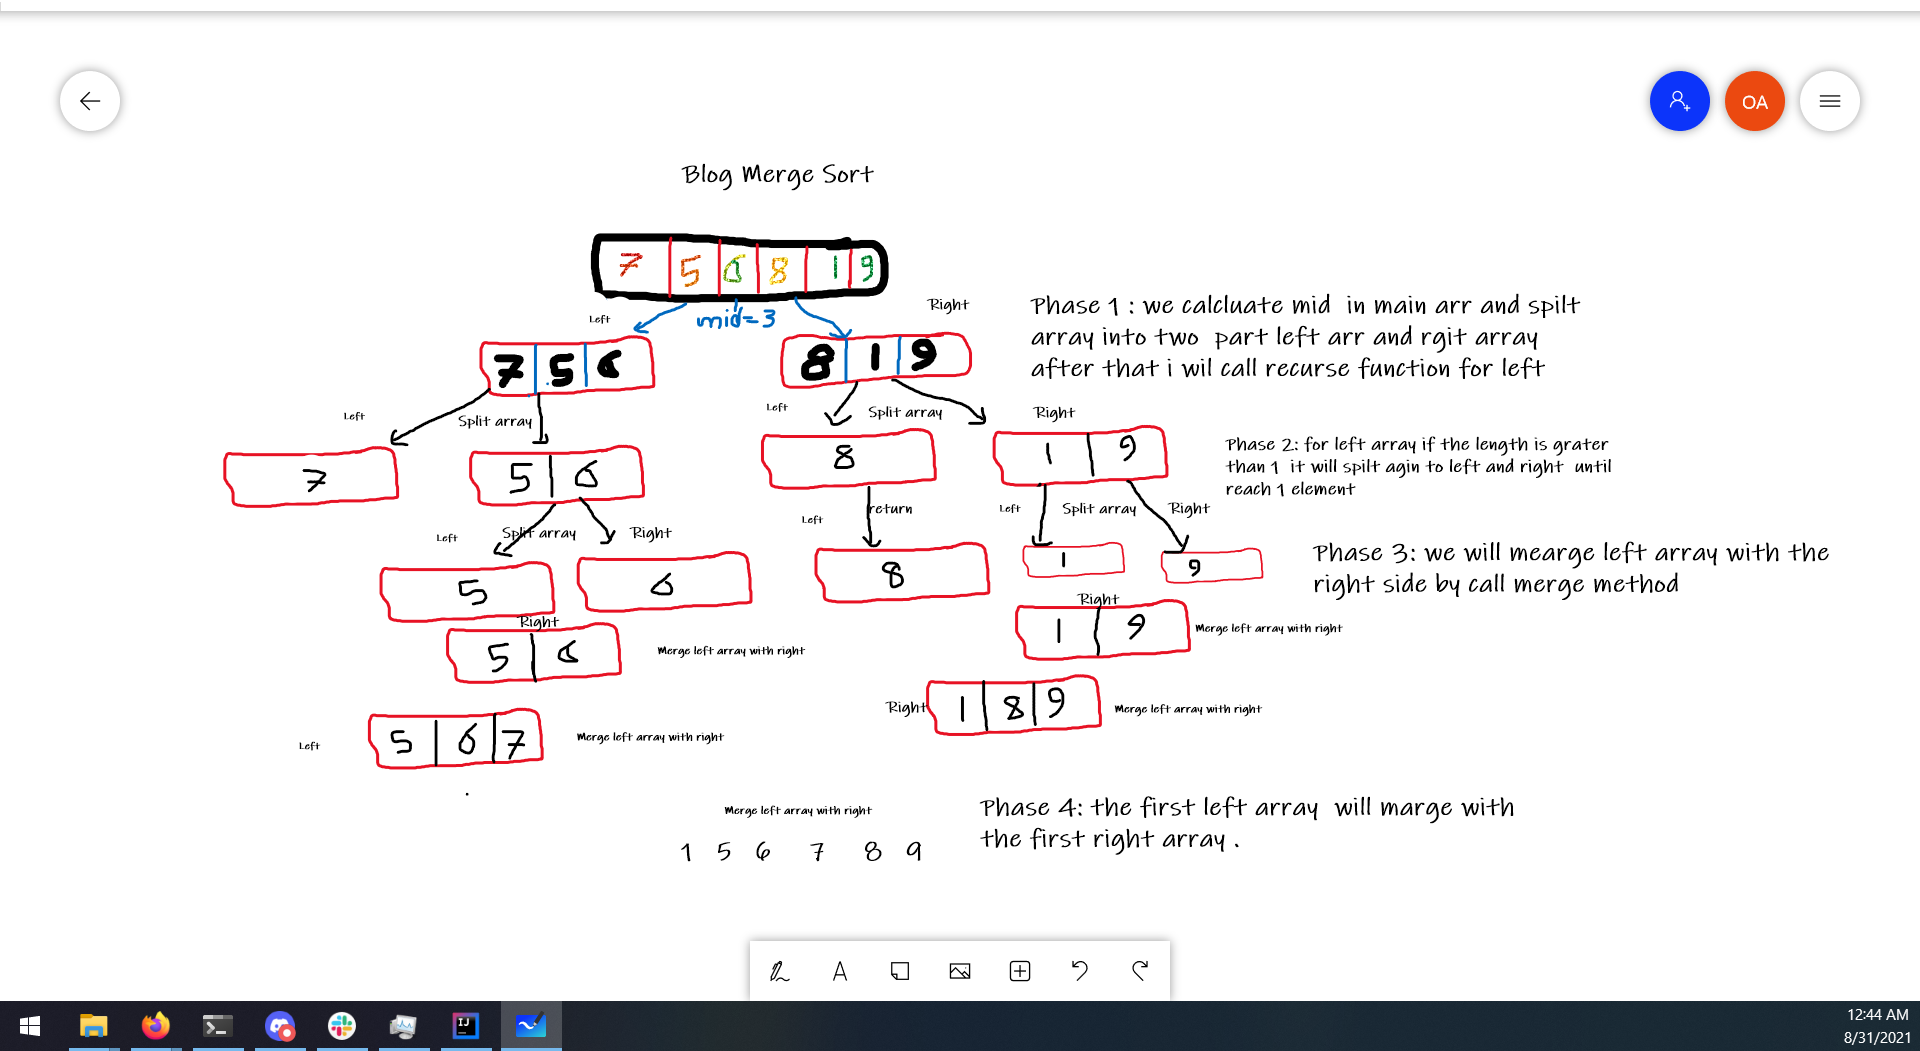 OA
Blog Merge Sort
7 5 6 8 1 9
mid=3
Left
Right
7 5 6
8 1 9
Phase 1 : we calcluate mid in main arr and spilt
array into two part left arr and rgit array
after that i wil call recurse function for left
Left
Split array
Left
Split array
Right
7
5 6
8
1 9
Phase 2: for left array if the length is grater
than 1 it will spilt agin to left and right until
reach 1 element
Left
Split array
Right
Left
return
Left
Split array
Right
5
6
8
1
9
Phase 3: we will mearge left array with the
right side by call merge method
Right
5 6
Merge left array with right
Right
1 9
Merge left array with right
Left
5 6 7
Merge left array with right
Right
1 8 9
Merge left array with right
Merge left array with right
1 5 6 7 8 9
Phase 4: the first left array will marge with
the first right array .
A
IJ
12:44 AM
8/31/2021